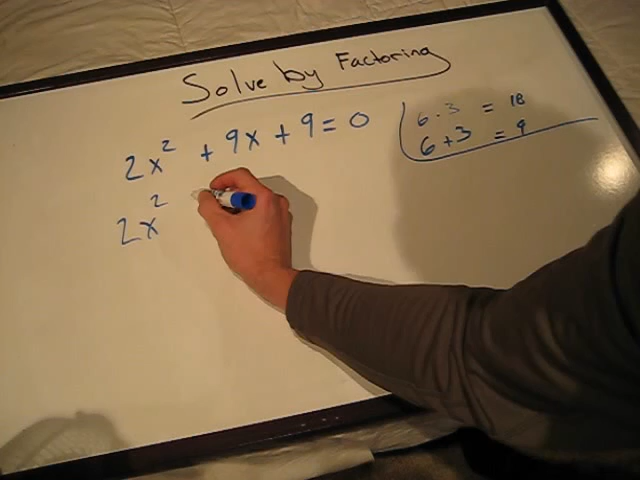 Solve by Factoring
2x² + 9x + 9 = 0
6 · 3 = 18
6 + 3 = 9
2x²